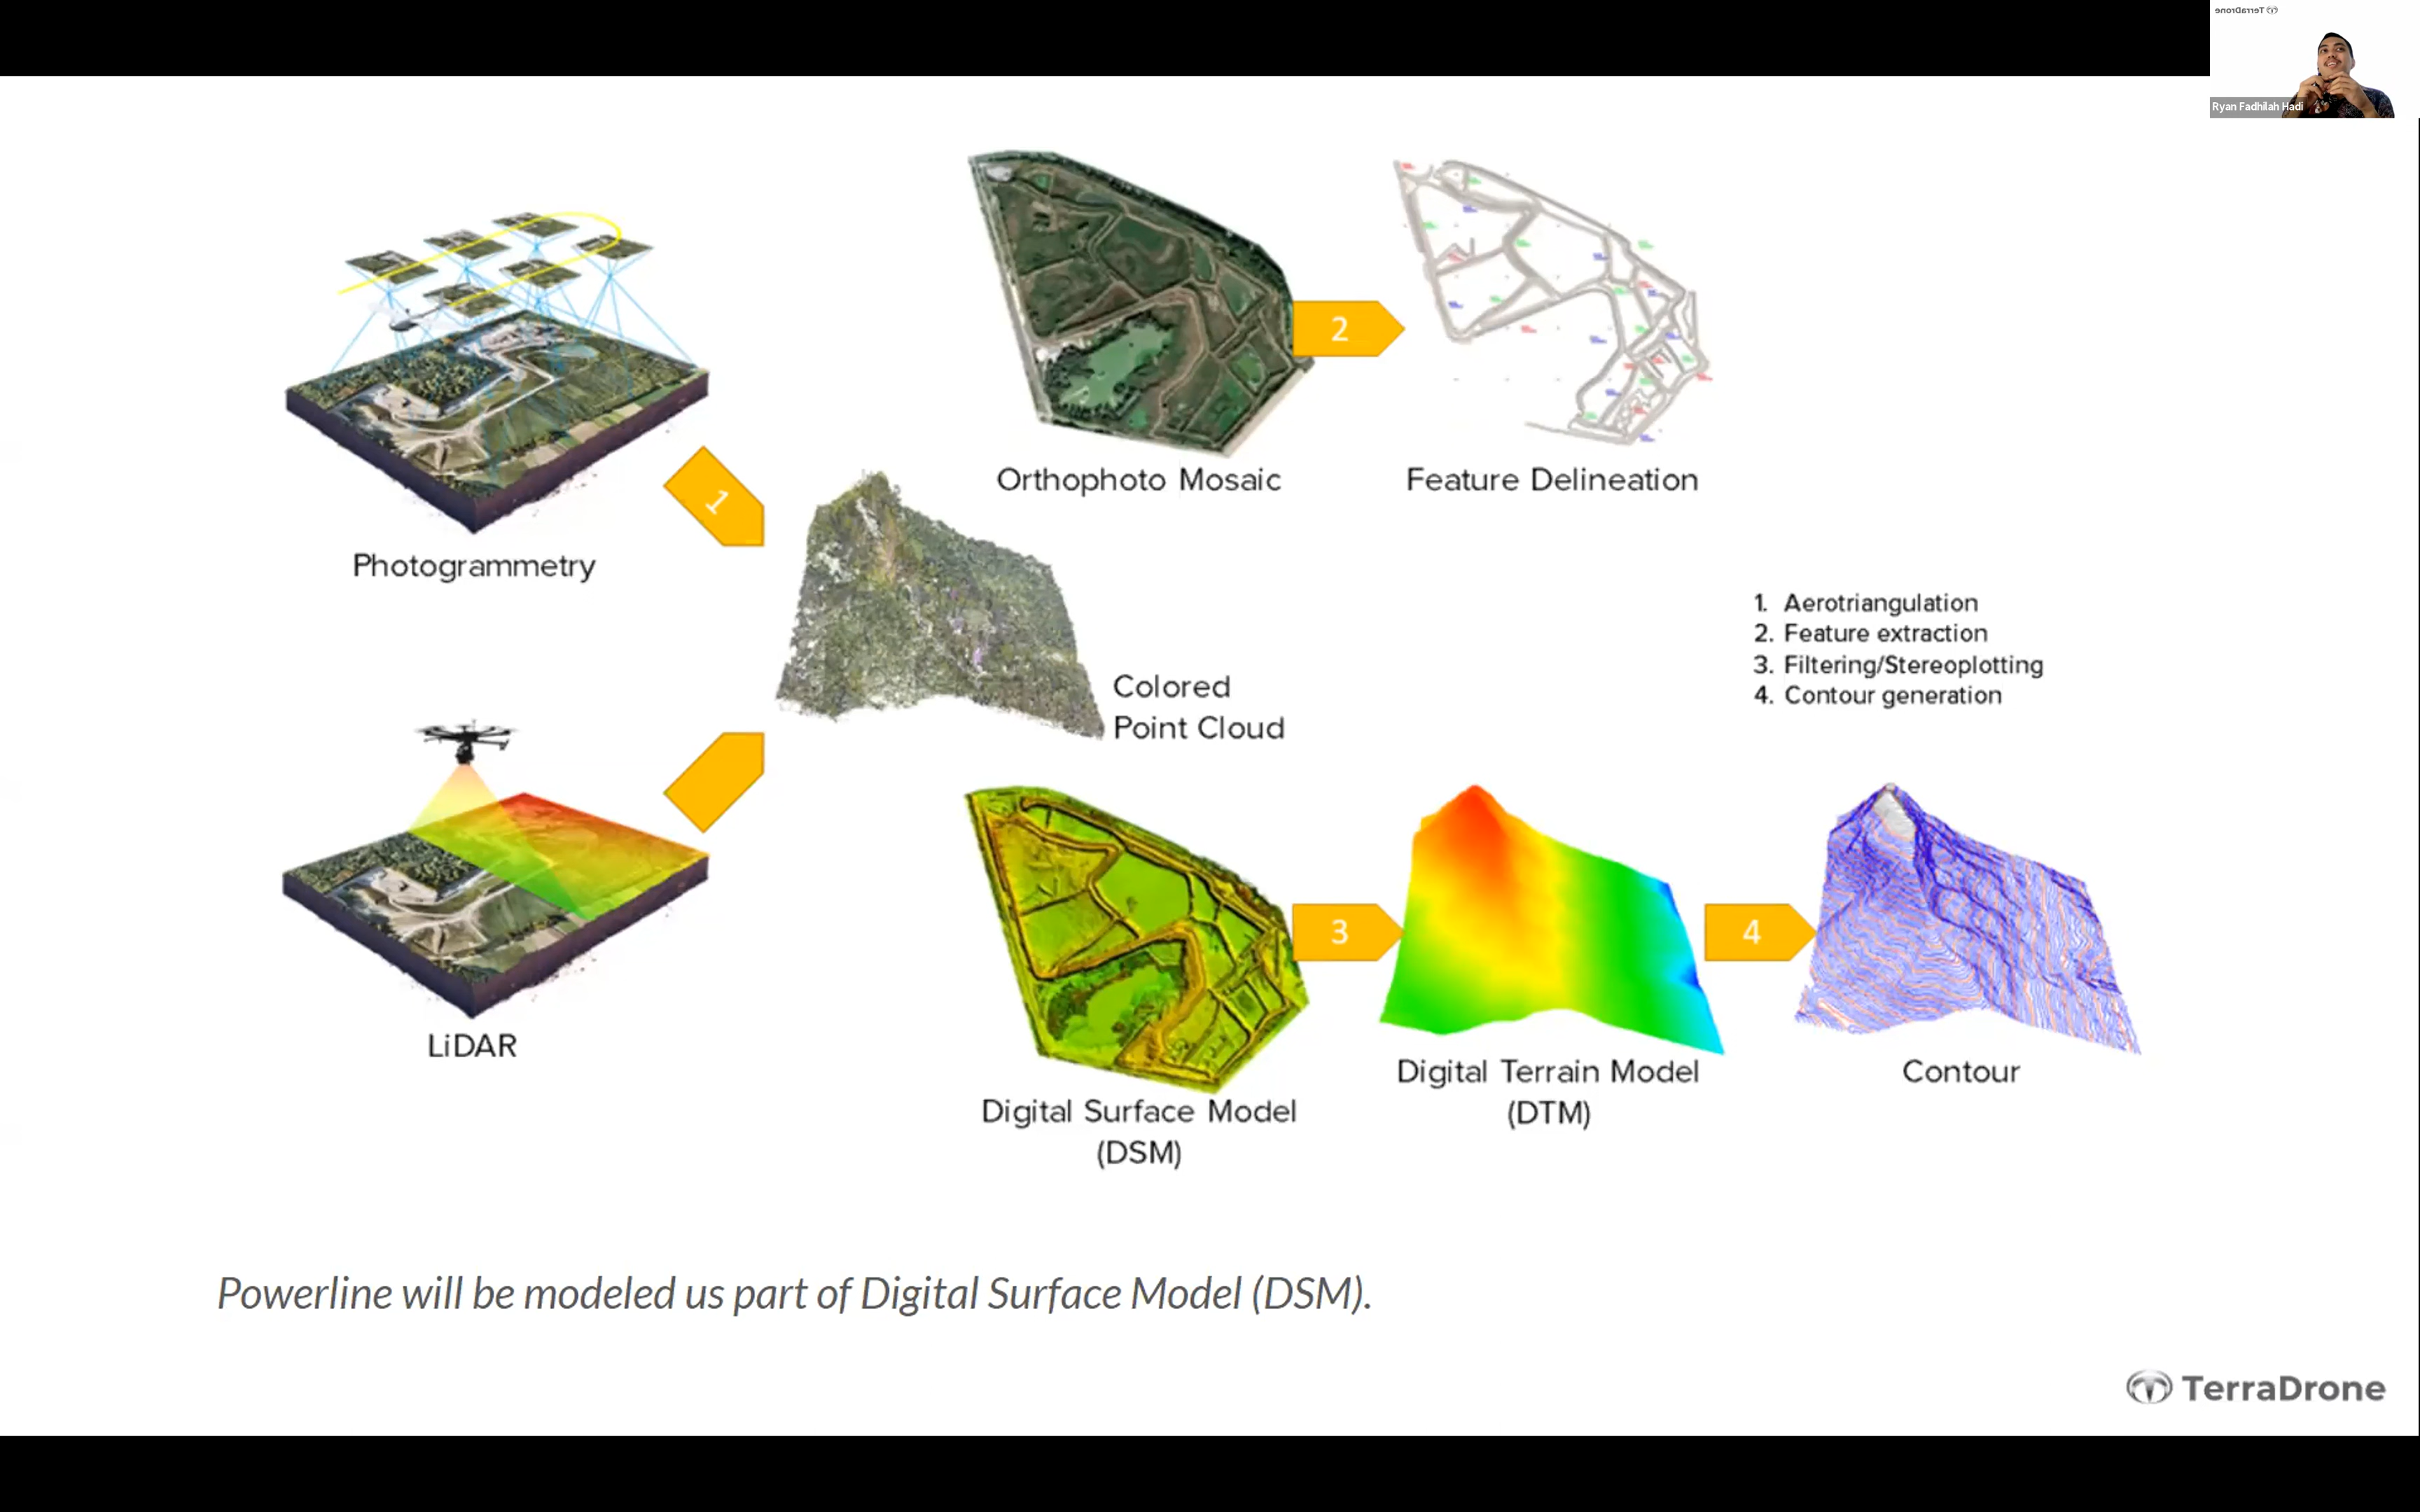 TerraDrone
Ryan Fadhilah Hadi
2
Orthophoto Mosaic
Feature Delineation
1
Photogrammetry
Colored
Point Cloud
1. Aerotriangulation
2. Feature extraction
3. Filtering/Stereoplotting
4. Contour generation
LiDAR
3
4
Digital Surface Model
(DSM)
Digital Terrain Model
(DTM)
Contour
Powerline will be modeled us part of Digital Surface Model (DSM).
TerraDrone